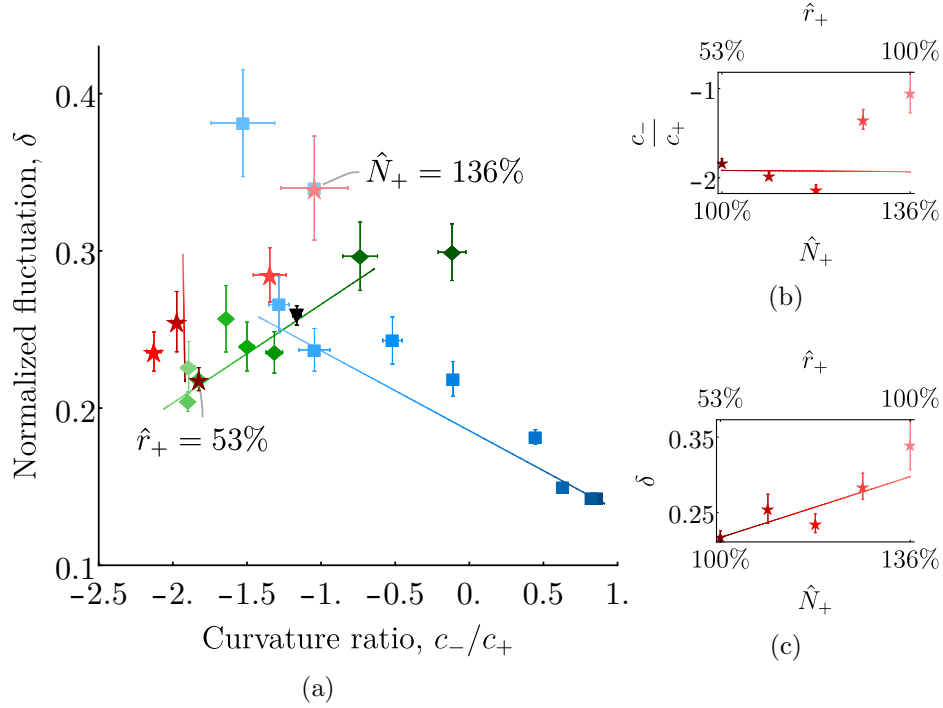 Normalized fluctuation, δ
0.4
0.3
0.2
0.1
N̂₊ = 136%
r̂₊ = 53%
-2.5 -2. -1.5 -1. -0.5 0. 0.5 1.
Curvature ratio, c₋/c₊
(a)
r̂₊
53% 100%
c₋ | c₊
-1
-2
100% 136%
N̂₊
(b)
r̂₊
53% 100%
δ
0.35
0.25
100% 136%
N̂₊
(c)